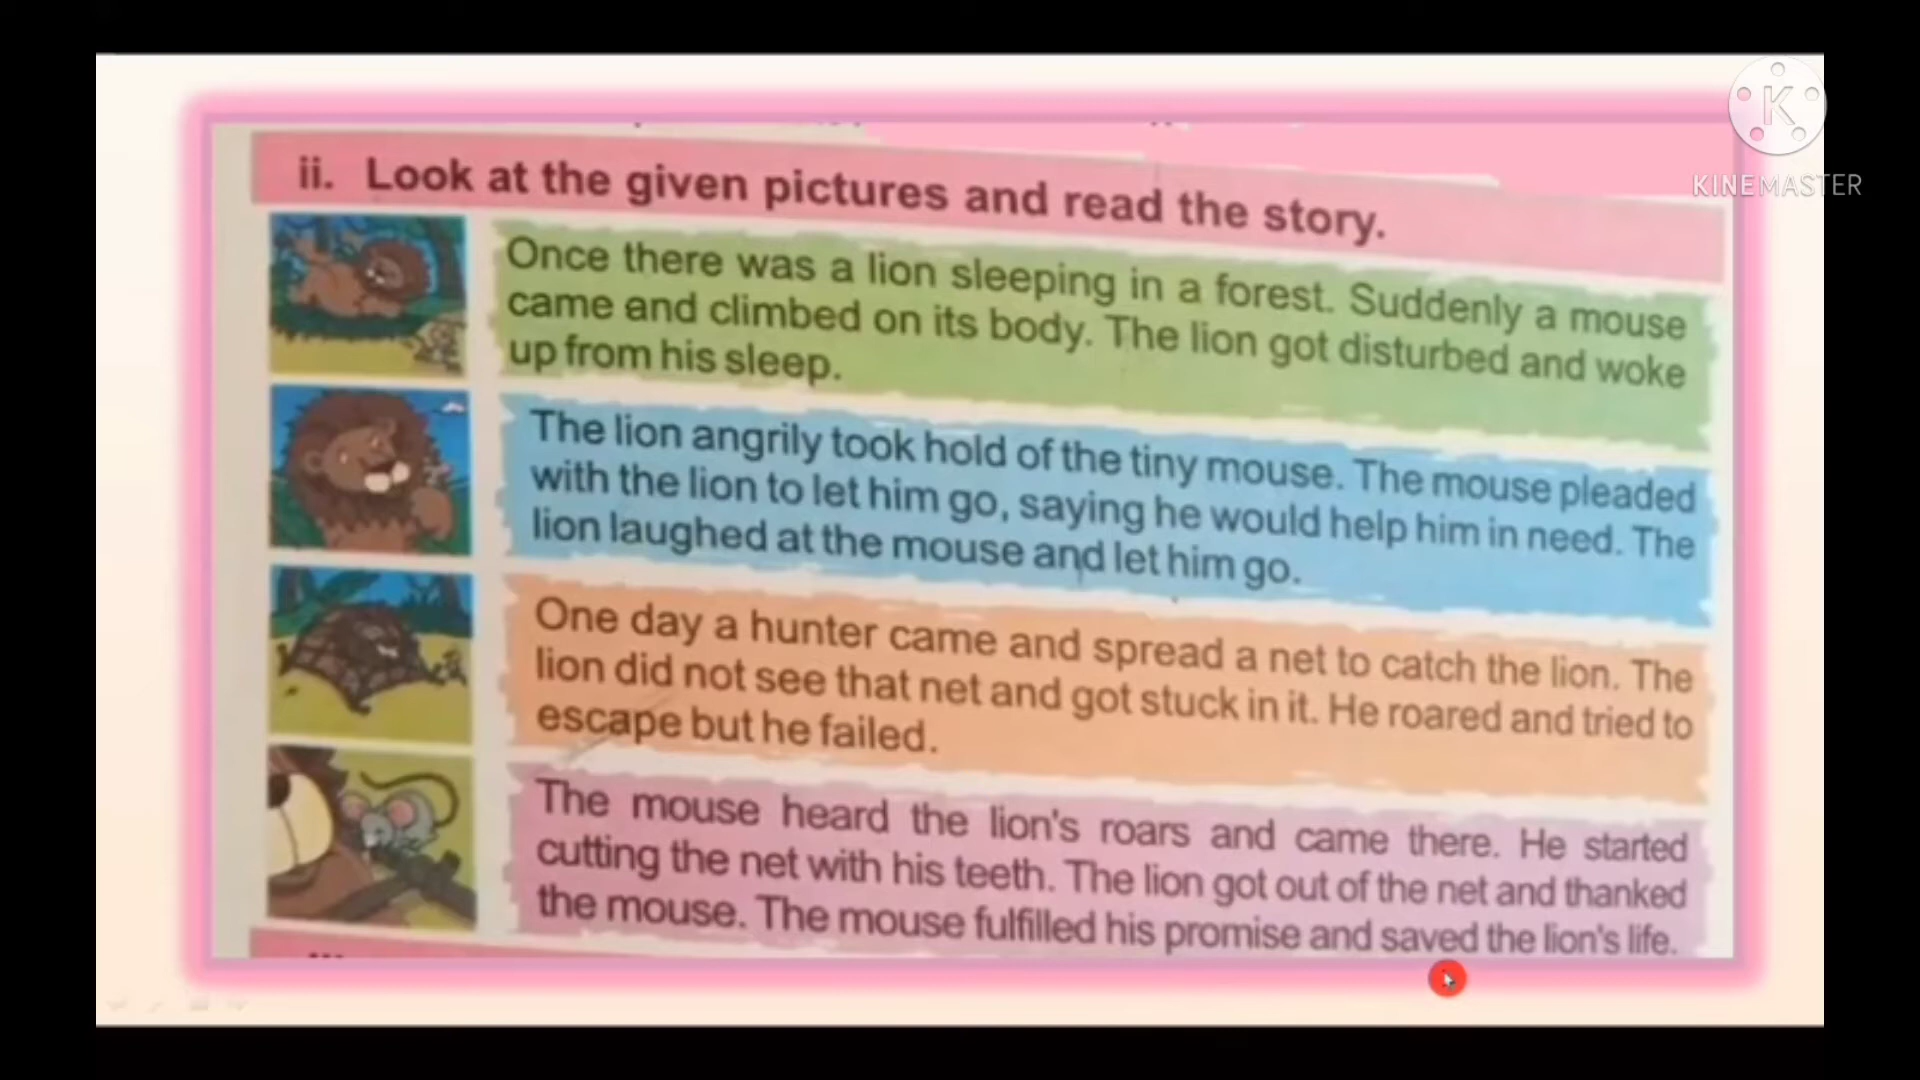 ii. Look at the given pictures and read the story.
Once there was a lion sleeping in a forest. Suddenly a mouse
came and climbed on its body. The lion got disturbed and woke
up from his sleep.
The lion angrily took hold of the tiny mouse. The mouse pleaded
with the lion to let him go, saying he would help him in need. The
lion laughed at the mouse and let him go.
One day a hunter came and spread a net to catch the lion. The
lion did not see that net and got stuck in it. He roared and tried to
escape but he failed.
The mouse heard the lion's roars and came there. He started
cutting the net with his teeth. The lion got out of the net and thanked
the mouse. The mouse fulfilled his promise and saved the lion's life.
K
KINEMASTER